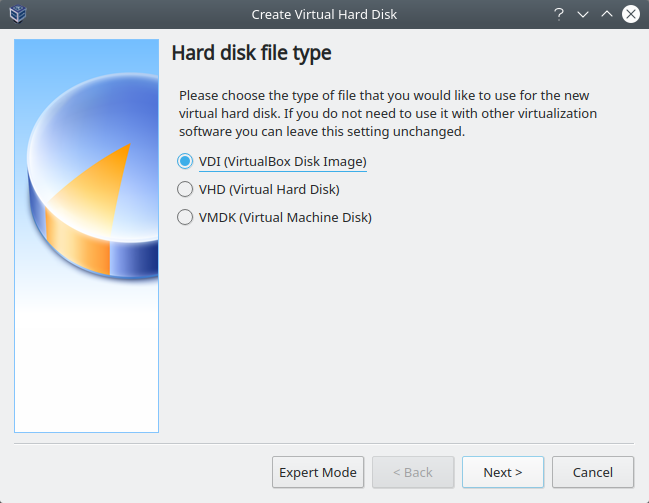 Create Virtual Hard Disk
Hard disk file type
Please choose the type of file that you would like to use for the new
virtual hard disk. If you do not need to use it with other virtualization
software you can leave this setting unchanged.
VDI (VirtualBox Disk Image)
VHD (Virtual Hard Disk)
VMDK (Virtual Machine Disk)
Expert Mode
< Back
Next >
Cancel